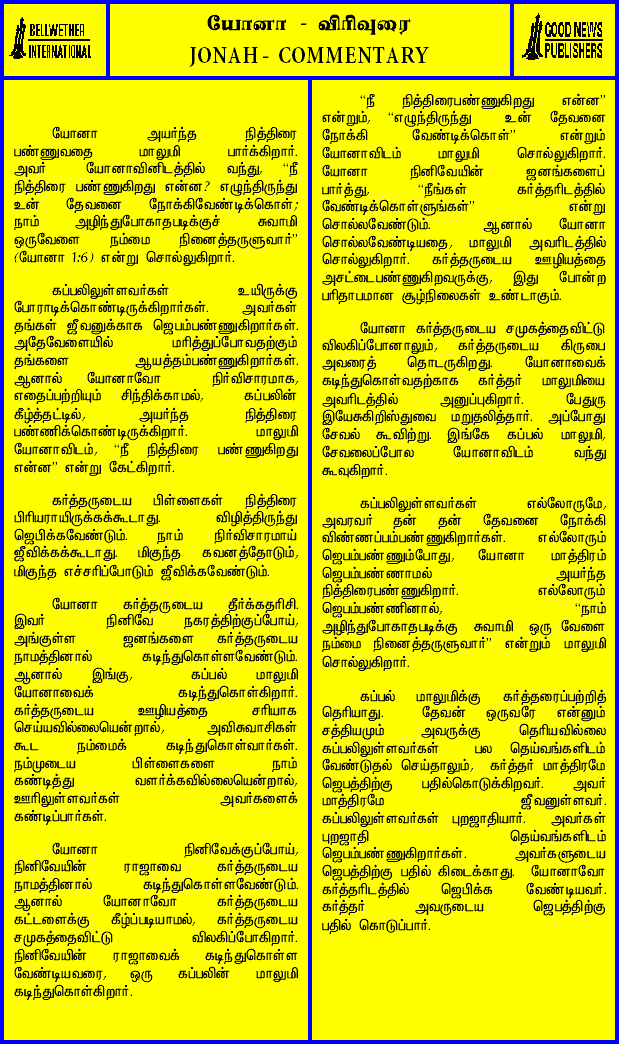 BELLWETHER
INTERNATIONAL
யோனா - விரிவுரை
JONAH - COMMENTARY
GOOD NEWS
PUBLISHERS
யோனா அயர்ந்த நித்திரை
பண்ணுவதை மாலுமி பார்க்கிறார்.
அவர் யோனாவினிடத்தில் வந்து, “நீ
நித்திரை பண்ணுகிறது என்ன? எழுந்திருந்து
உன் தேவனை நோக்கிவேண்டிக்கொள்;
நாம் அழிந்துபோகாதபடிக்குச் சுவாமி
ஒருவேளை நம்மை நினைத்தருளுவார்”
(யோனா 1:6) என்று சொல்லுகிறார்.
கப்பலிலுள்ளவர்கள் உயிருக்கு
போராடிக்கொண்டிருக்கிறார்கள். அவர்கள்
தங்கள் ஜீவனுக்காக ஜெபம்பண்ணுகிறார்கள்.
அதேவேளையில் மரித்துப்போவதற்கும்
தங்களை ஆயத்தம்பண்ணுகிறார்கள்.
ஆனால் யோனாவோ நிர்விசாரமாக,
எதைப்பற்றியும் சிந்திக்காமல், கப்பலின்
கீழ்த்தட்டில், அயர்ந்த நித்திரை
பண்ணிக்கொண்டிருக்கிறார். மாலுமி
யோனாவிடம், “நீ நித்திரை பண்ணுகிறது
என்ன” என்று கேட்கிறார்.
கர்த்தருடைய பிள்ளைகள் நித்திரை
பிரியராயிருக்கக்கூடாது. விழித்திருந்து
ஜெபிக்கவேண்டும். நாம் நிர்விசாரமாய்
ஜீவிக்கக்கூடாது. மிகுந்த கவனத்தோடும்,
மிகுந்த எச்சரிப்போடும் ஜீவிக்கவேண்டும்.
யோனா கர்த்தருடைய தீர்க்கதரிசி.
இவர் நினிவே நகரத்திற்குப்போய்,
அங்குள்ள ஜனங்களை கர்த்தருடைய
நாமத்தினால் கடிந்துகொள்ளவேண்டும்.
ஆனால் இங்கு, கப்பல் மாலுமி
யோனாவைக் கடிந்துகொள்கிறார்.
கர்த்தருடைய ஊழியத்தை சரியாக
செய்யவில்லையென்றால், அவிசுவாசிகள்
கூட நம்மைக் கடிந்துகொள்வார்கள்.
நம்முடைய பிள்ளைகளை நாம்
கண்டித்து வளர்க்கவில்லையென்றால்,
ஊரிலுள்ளவர்கள் அவர்களைக்
கண்டிப்பார்கள்.
யோனா நினிவேக்குப்போய்,
நினிவேயின் ராஜாவை கர்த்தருடைய
நாமத்தினால் கடிந்துகொள்ளவேண்டும்.
ஆனால் யோனாவோ கர்த்தருடைய
கட்டளைக்கு கீழ்ப்படியாமல், கர்த்தருடைய
சமுகத்தைவிட்டு விலகிப்போகிறார்.
நினிவேயின் ராஜாவைக் கடிந்துகொள்ள
வேண்டியவரை, ஒரு கப்பலின் மாலுமி
கடிந்துகொள்கிறார்.
“நீ நித்திரைபண்ணுகிறது என்ன”
என்றும், “எழுந்திருந்து உன் தேவனை
நோக்கி வேண்டிக்கொள்” என்றும்
யோனாவிடம் மாலுமி சொல்லுகிறார்.
யோனா நினிவேயின் ஜனங்களைப்
பார்த்து, “நீங்கள் கர்த்தரிடத்தில்
வேண்டிக்கொள்ளுங்கள்” என்று
சொல்லவேண்டும். ஆனால் யோனா
சொல்லவேண்டியதை, மாலுமி அவரிடத்தில்
சொல்லுகிறார். கர்த்தருடைய ஊழியத்தை
அசட்டைபண்ணுகிறவருக்கு, இது போன்ற
பரிதாபமான சூழ்நிலைகள் உண்டாகும்.
யோனா கர்த்தருடைய சமுகத்தைவிட்டு
விலகிப்போனாலும், கர்த்தருடைய கிருபை
அவரைத் தொடருகிறது. யோனாவைக்
கடிந்துகொள்வதற்காக கர்த்தர் மாலுமியை
அவரிடத்தில் அனுப்புகிறார். பேதுரு
இயேசுகிறிஸ்துவை மறுதலித்தார். அப்போது
சேவல் கூவிற்று. இங்கே கப்பல் மாலுமி,
சேவலைப்போல யோனாவிடம் வந்து
கூவுகிறார்.
கப்பலிலுள்ளவர்கள் எல்லோருமே,
அவரவர் தன் தன் தேவனை நோக்கி
விண்ணப்பம்பண்ணுகிறார்கள். எல்லோரும்
ஜெபம்பண்ணும்போது, யோனா மாத்திரம்
ஜெபம்பண்ணாமல் அயர்ந்த
நித்திரைபண்ணுகிறார். எல்லோரும்
ஜெபம்பண்ணினால், “நாம்
அழிந்துபோகாதபடிக்கு சுவாமி ஒரு வேளை
நம்மை நினைத்தருளுவார்” என்றும் மாலுமி
சொல்லுகிறார்.
கப்பல் மாலுமிக்கு கர்த்தரைப்பற்றித்
தெரியாது. தேவன் ஒருவரே என்னும்
சத்தியமும் அவருக்கு தெரியவில்லை
கப்பலிலுள்ளவர்கள் பல தெய்வங்களிடம்
வேண்டுதல் செய்தாலும், கர்த்தர் மாத்திரமே
ஜெபத்திற்கு பதில்கொடுக்கிறவர். அவர்
மாத்திரமே ஜீவனுள்ளவர்.
கப்பலிலுள்ளவர்கள் புறஜாதியார். அவர்கள்
புறஜாதி தெய்வங்களிடம்
ஜெபம்பண்ணுகிறார்கள். அவர்களுடைய
ஜெபத்திற்கு பதில் கிடைக்காது. யோனாவோ
கர்த்தரிடத்தில் ஜெபிக்க வேண்டியவர்.
கர்த்தர் அவருடைய ஜெபத்திற்கு
பதில் கொடுப்பார்.